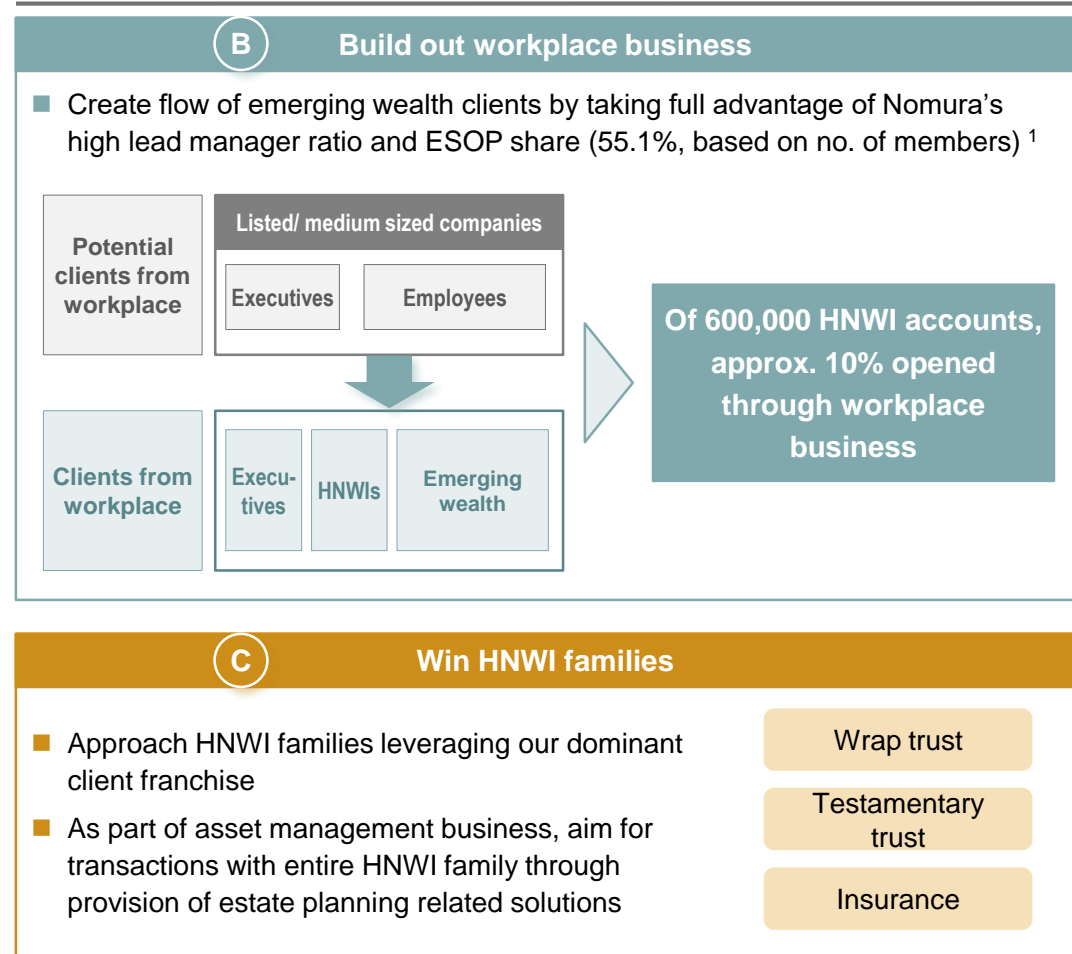 B
Build out workplace business
■ Create flow of emerging wealth clients by taking full advantage of Nomura's
high lead manager ratio and ESOP share (55.1%, based on no. of members) 1
Potential
clients from
workplace
Listed/ medium sized companies
Executives
Employees
Clients from
workplace
Execu-
tives
HNWIs
Emerging
wealth
Of 600,000 HNWI accounts,
approx. 10% opened
through workplace
business
C
Win HNWI families
■ Approach HNWI families leveraging our dominant
client franchise
■ As part of asset management business, aim for
transactions with entire HNWI family through
provision of estate planning related solutions
Wrap trust
Testamentary
trust
Insurance